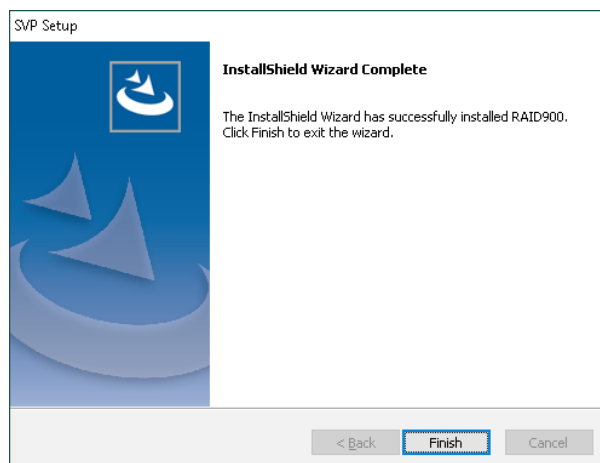 SVP Setup
InstallShield Wizard Complete
The InstallShield Wizard has successfully installed RAID900.
Click Finish to exit the wizard.
< Back
Finish
Cancel